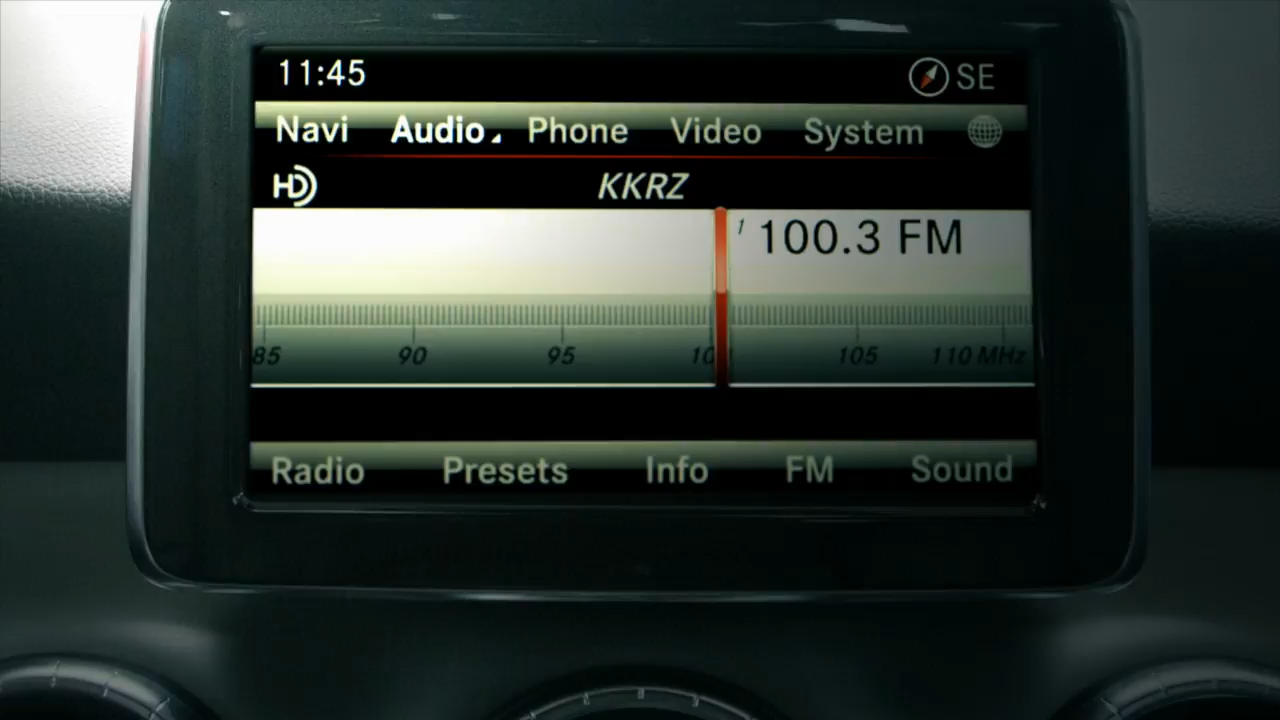 11:45 SE
Navi Audio Phone Video System
HD KKRZ
1 100.3 FM
85 90 95 105 110 MHz
Radio Presets Info FM Sound